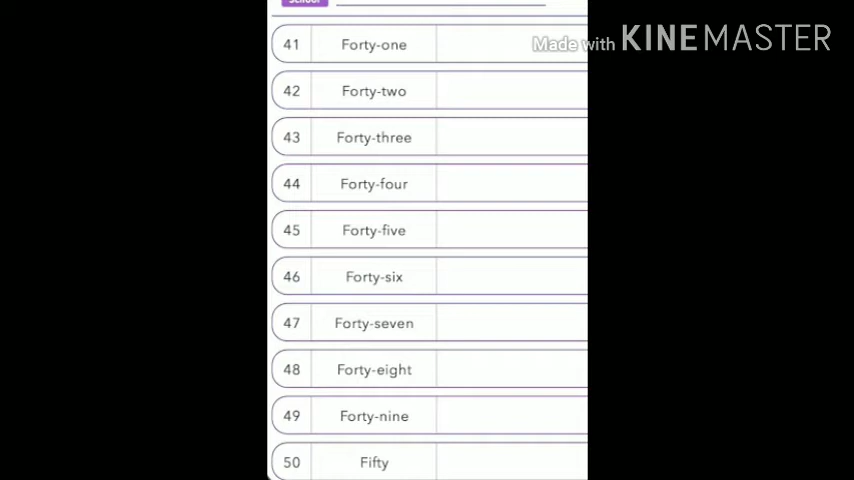 School
Made with KINEMASTER
41 Forty-one
42 Forty-two
43 Forty-three
44 Forty-four
45 Forty-five
46 Forty-six
47 Forty-seven
48 Forty-eight
49 Forty-nine
50 Fifty